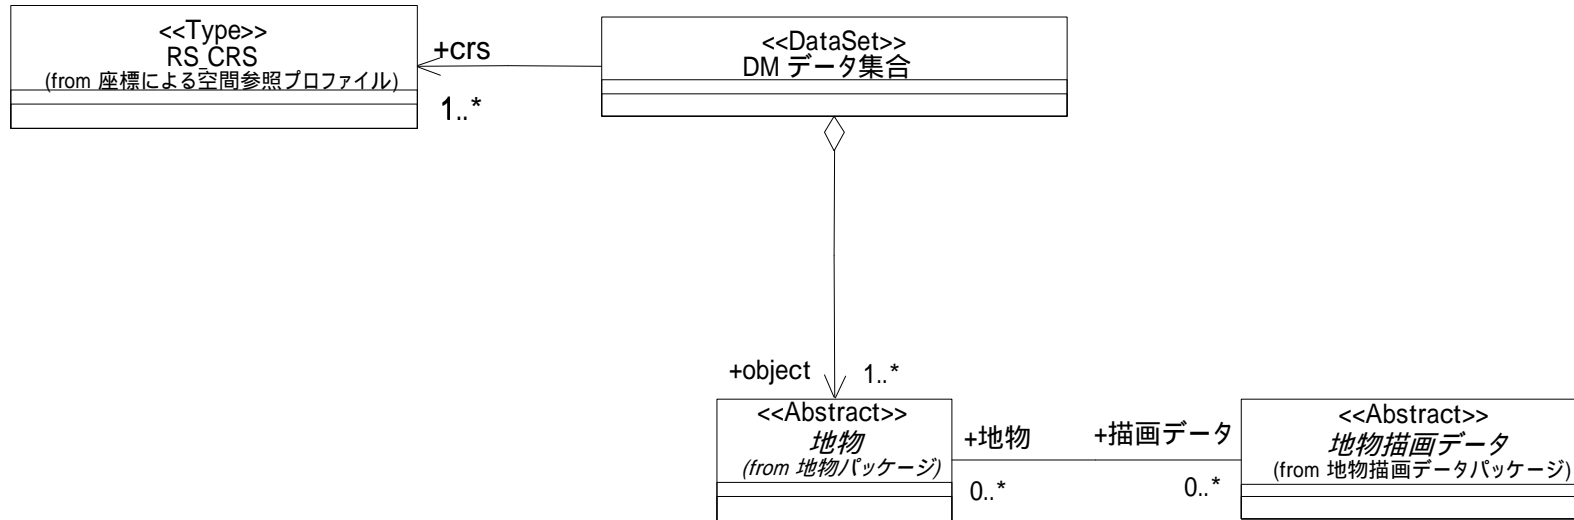 <<Type>>
RS_CRS
(from 座標による空間参照プロファイル)
+crs
1..*
<<DataSet>>
DM データ集合
+object
1..*
<<Abstract>>
地物
(from 地物パッケージ)
+地物
0..*
+描画データ
0..*
<<Abstract>>
地物描画データ
(from 地物描画データパッケージ)